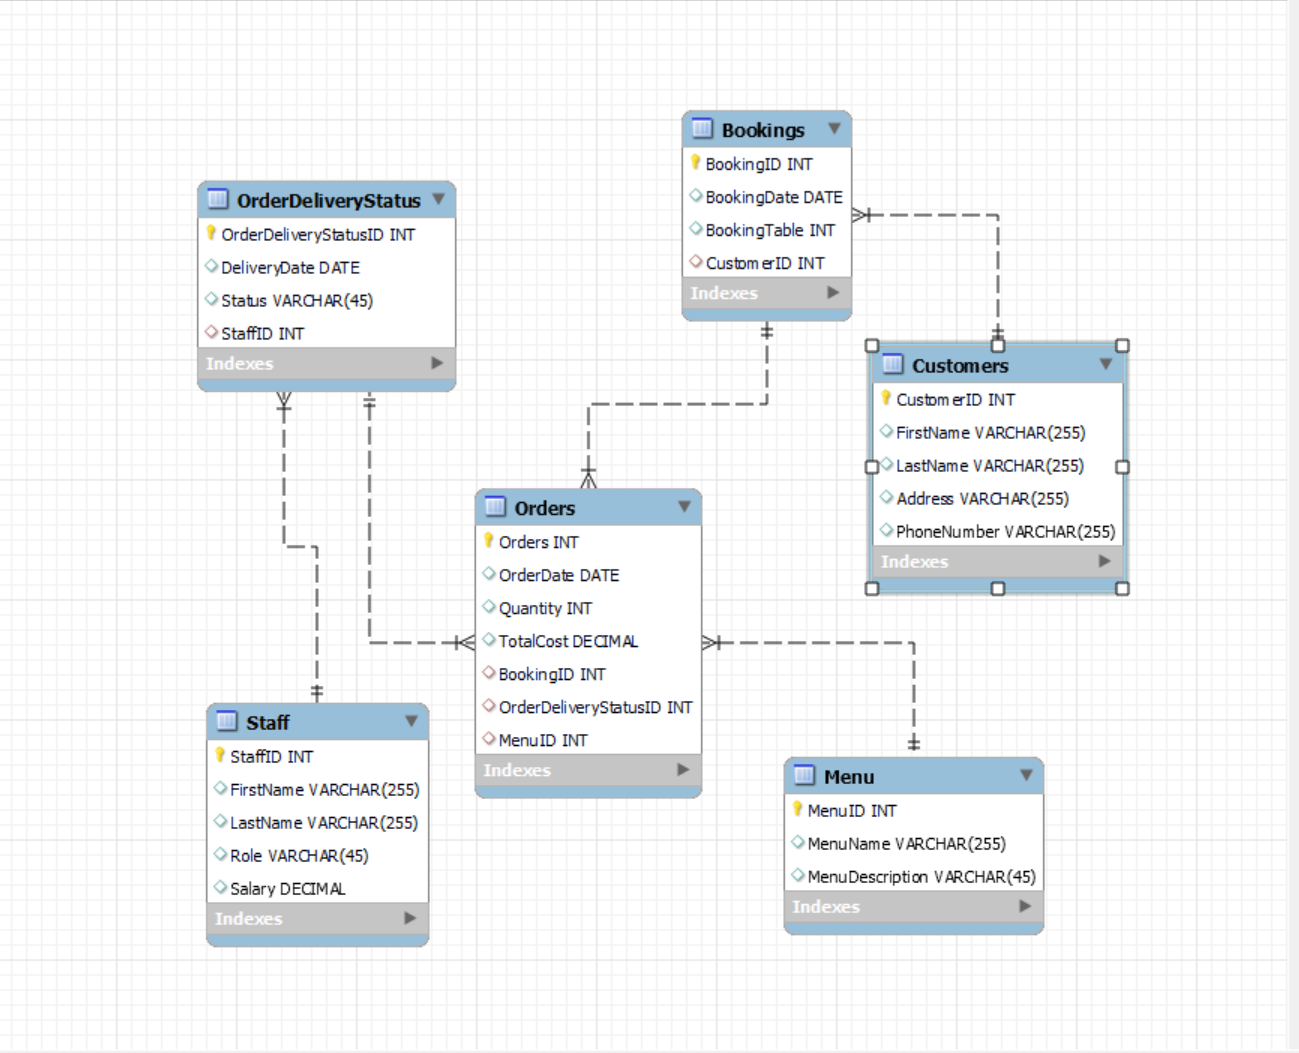 Bookings
BookingID INT
BookingDate DATE
BookingTable INT
CustomerID INT
Indexes
OrderDeliveryStatus
OrderDeliveryStatusID INT
DeliveryDate DATE
Status VARCHAR(45)
StaffID INT
Indexes
Customers
CustomerID INT
FirstName VARCHAR(255)
LastName VARCHAR(255)
Address VARCHAR(255)
PhoneNumber VARCHAR(255)
Indexes
Orders
Orders INT
OrderDate DATE
Quantity INT
TotalCost DECIMAL
BookingID INT
OrderDeliveryStatusID INT
MenuID INT
Indexes
Staff
StaffID INT
FirstName VARCHAR(255)
LastName VARCHAR(255)
Role VARCHAR(45)
Salary DECIMAL
Indexes
Menu
MenuID INT
MenuName VARCHAR(255)
MenuDescription VARCHAR(45)
Indexes